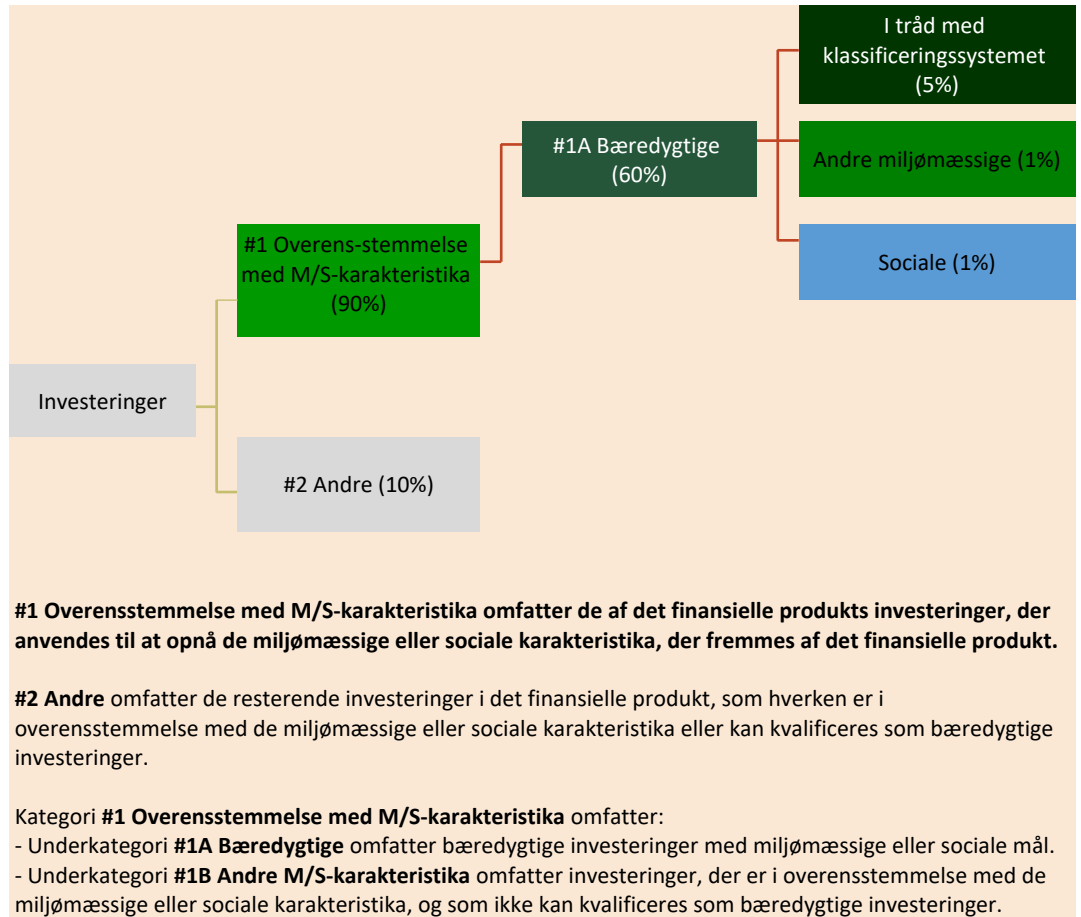 I tråd med
klassificeringssystemet
(5%)
#1A Bæredygtige
(60%)
Andre miljømæssige (1%)
#1 Overens-stemmelse
med M/S-karakteristika
(90%)
Sociale (1%)
Investeringer
#2 Andre (10%)
#1 Overensstemmelse med M/S-karakteristika omfatter de af det finansielle produkts investeringer, der
anvendes til at opnå de miljømæssige eller sociale karakteristika, der fremmes af det finansielle produkt.
#2 Andre omfatter de resterende investeringer i det finansielle produkt, som hverken er i
overensstemmelse med de miljømæssige eller sociale karakteristika eller kan kvalificeres som bæredygtige
investeringer.
Kategori #1 Overensstemmelse med M/S-karakteristika omfatter:
- Underkategori #1A Bæredygtige omfatter bæredygtige investeringer med miljømæssige eller sociale mål.
- Underkategori #1B Andre M/S-karakteristika omfatter investeringer, der er i overensstemmelse med de
miljømæssige eller sociale karakteristika, og som ikke kan kvalificeres som bæredygtige investeringer.